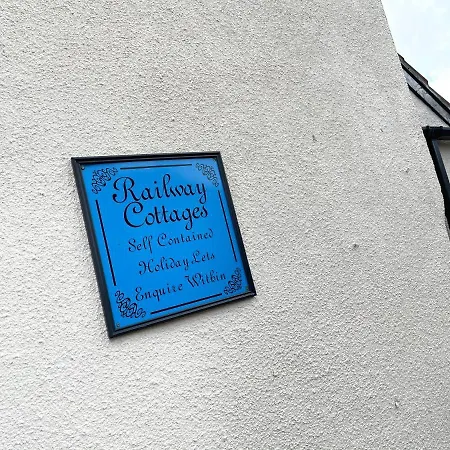 Railway
Cottages
Self Contained
Holiday Lets
Enquire Within